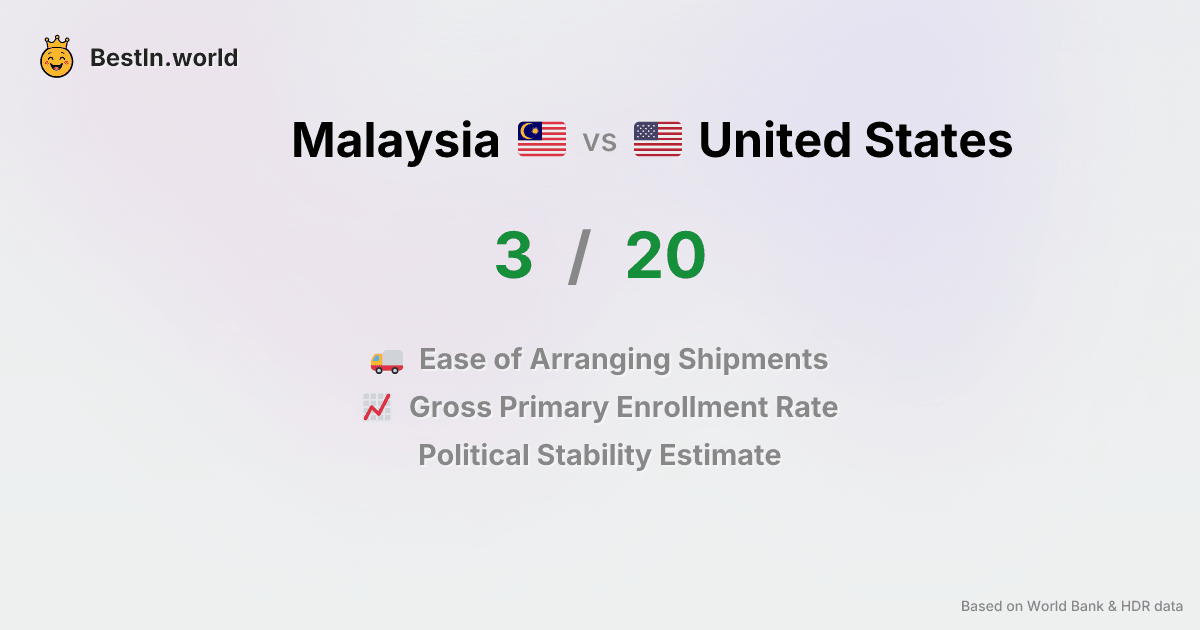 BestIn.world
Malaysia vs United States
3 / 20
Ease of Arranging Shipments
Gross Primary Enrollment Rate
Political Stability Estimate
Based on World Bank & HDR data